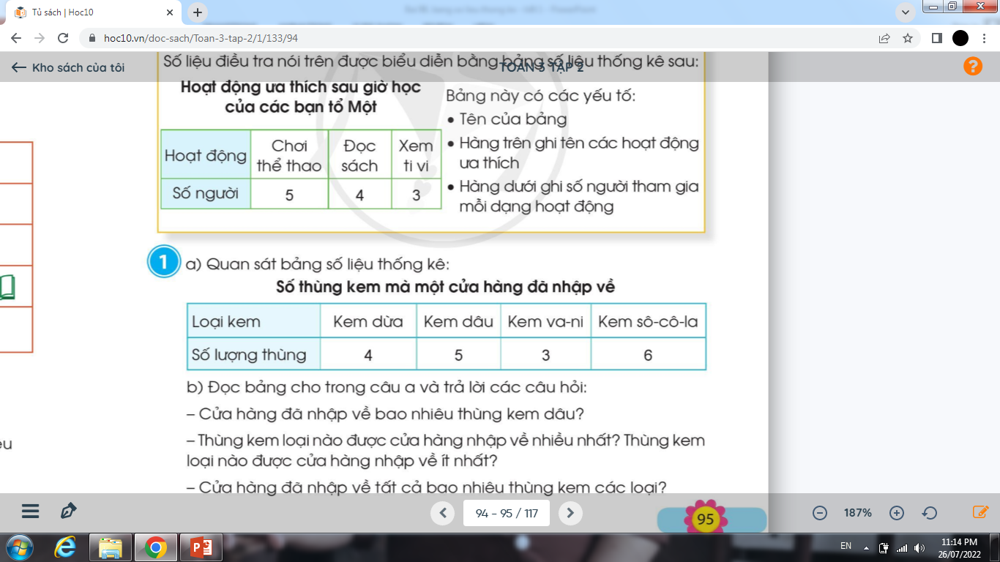 Tủ sách | Hoc10
hoc10.vn/doc-sach/Toan-3-tap-2/1/133/94
Kho sách của tôi
TOÁN 3 TẬP 2
Số liệu điều tra nói trên được biểu diễn bằng bảng số liệu thống kê sau:
Hoạt động ưa thích sau giờ học
của các bạn tổ Một
Hoạt động Chơi thể thao Đọc sách Xem ti vi
Số người 5 4 3
Bảng này có các yếu tố:
• Tên của bảng
• Hàng trên ghi tên các hoạt động
ưa thích
• Hàng dưới ghi số người tham gia
mỗi dạng hoạt động
1 a) Quan sát bảng số liệu thống kê:
Số thùng kem mà một cửa hàng đã nhập về
Loại kem Kem dừa Kem dâu Kem va-ni Kem sô-cô-la
Số lượng thùng 4 5 3 6
b) Đọc bảng cho trong câu a và trả lời các câu hỏi:
– Cửa hàng đã nhập về bao nhiêu thùng kem dâu?
– Thùng kem loại nào được cửa hàng nhập về nhiều nhất? Thùng kem
loại nào được cửa hàng nhập về ít nhất?
– Cửa hàng đã nhập về tất cả bao nhiêu thùng kem các loại?
94 - 95 / 117
95
187%
EN
11:14 PM
26/07/2022